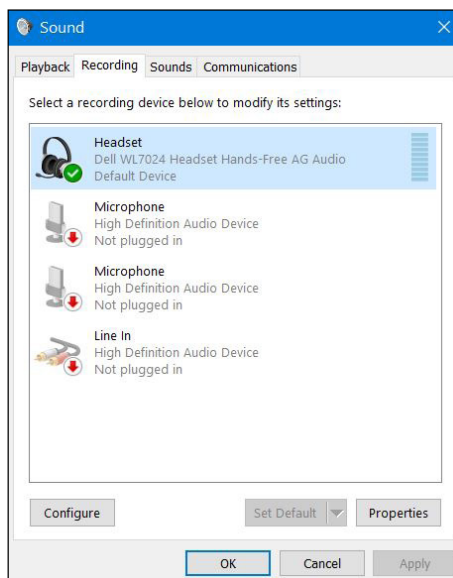 Sound
Playback Recording Sounds Communications
Select a recording device below to modify its settings:
Headset
Dell WL7024 Headset Hands-Free AG Audio
Default Device
Microphone
High Definition Audio Device
Not plugged in
Microphone
High Definition Audio Device
Not plugged in
Line In
High Definition Audio Device
Not plugged in
Configure Set Default Properties
OK Cancel Apply